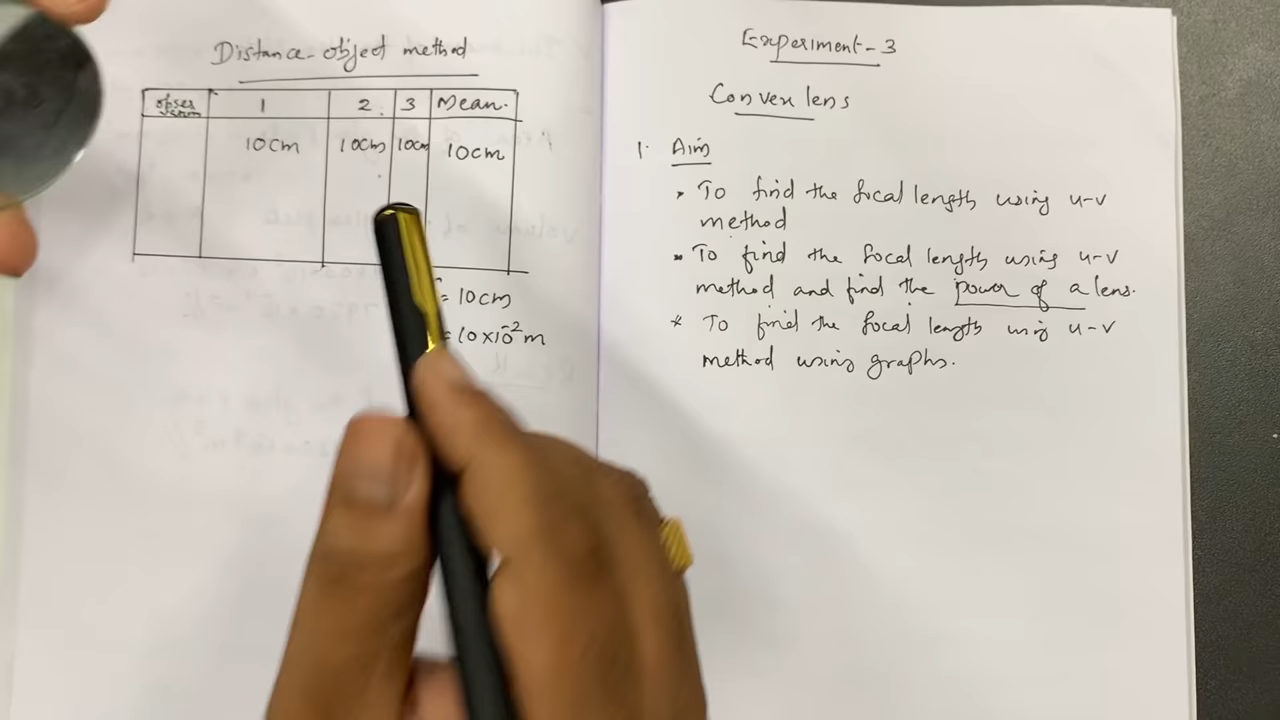 Distance-object method
1 2. 3 Mean.
10cm 10cm 10cm 10cm
= 10cm
= 10×10⁻² m
Experiment-3
Convex lens
1. Aim
• To find the focal length using u-v
method
• To find the focal length using u-v
method and find the power of a lens.
* To find the focal length using u-v
method using graphs.